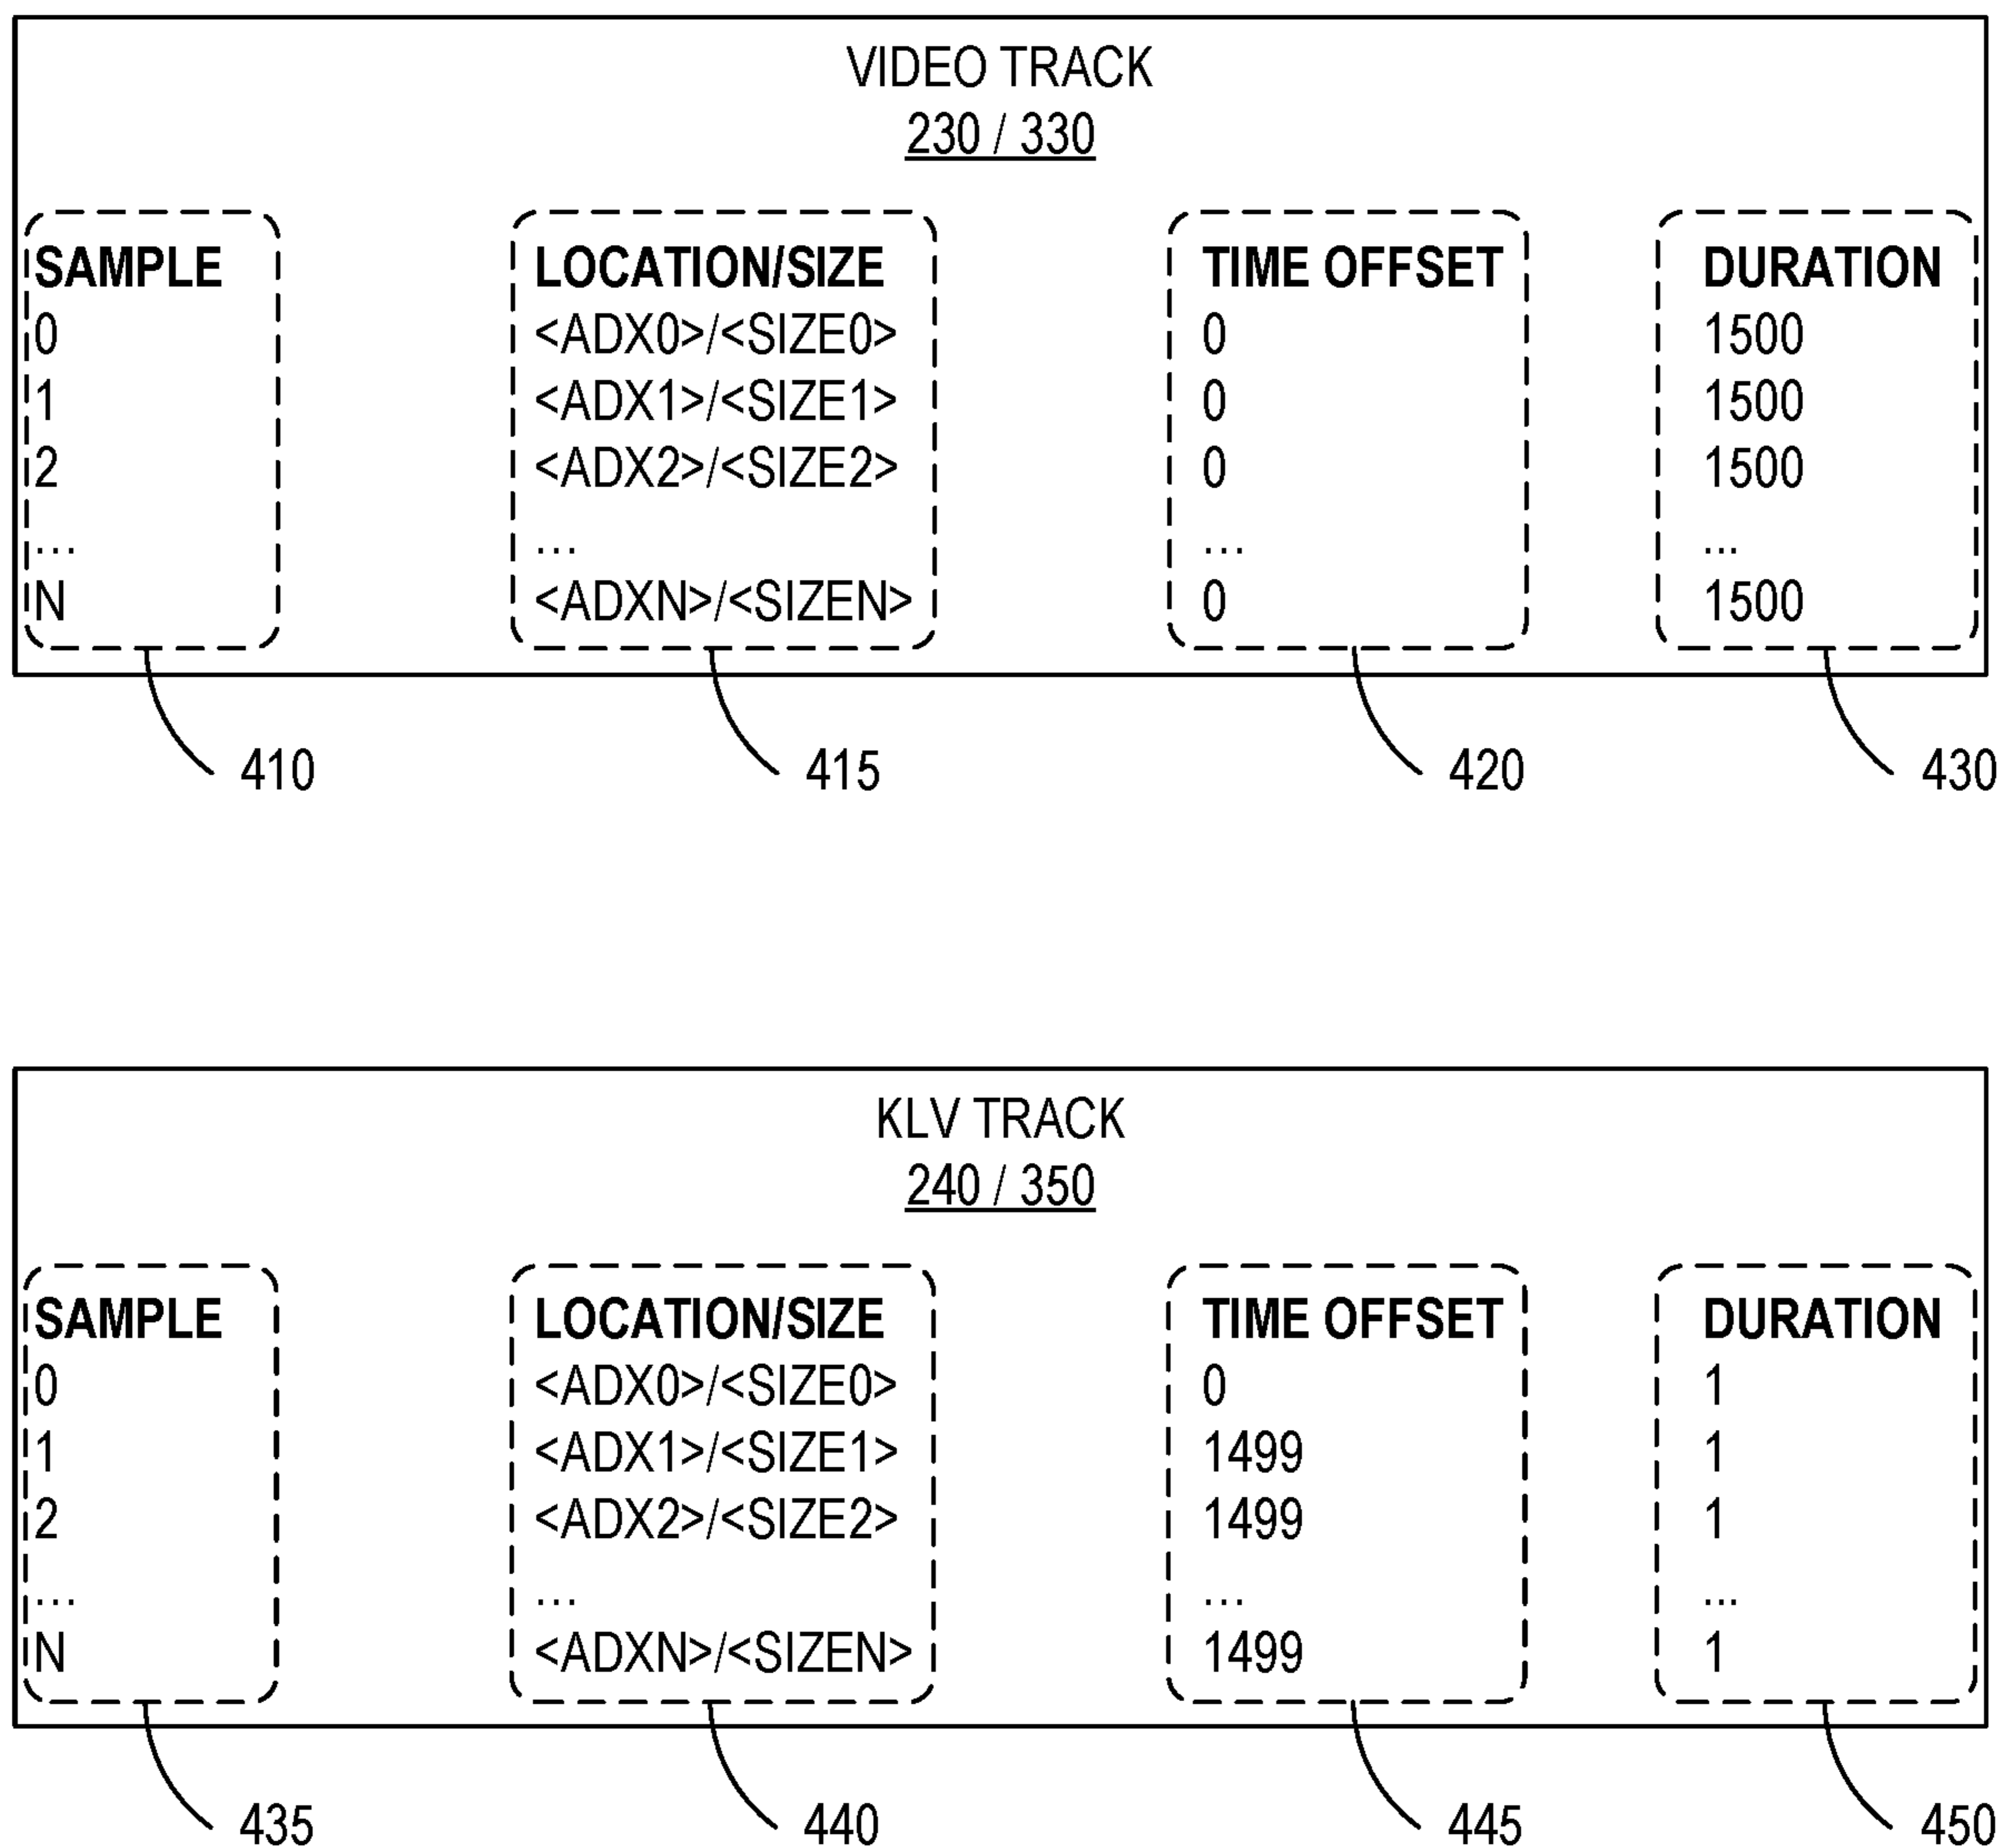 VIDEO TRACK
230 / 330
SAMPLE LOCATION/SIZE TIME OFFSET DURATION
0 <ADX0>/<SIZE0> 0 1500
1 <ADX1>/<SIZE1> 0 1500
2 <ADX2>/<SIZE2> 0 1500
... ... ... ...
N <ADXN>/<SIZEN> 0 1500
410 415 420 430
KLV TRACK
240 / 350
SAMPLE LOCATION/SIZE TIME OFFSET DURATION
0 <ADX0>/<SIZE0> 0 1
1 <ADX1>/<SIZE1> 1499 1
2 <ADX2>/<SIZE2> 1499 1
... ... ... ...
N <ADXN>/<SIZEN> 1499 1
435 440 445 450